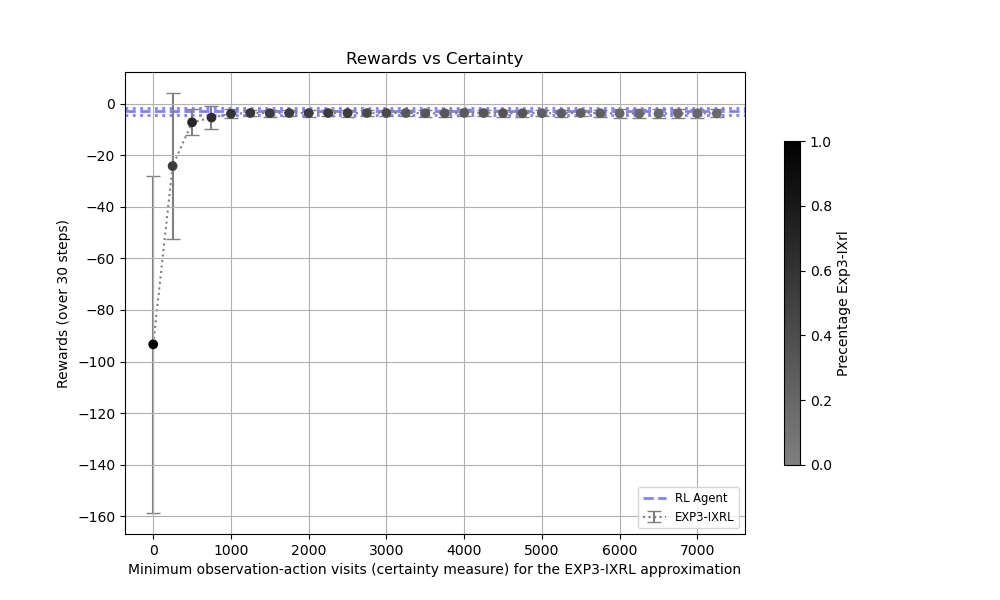 Rewards vs Certainty
Rewards (over 30 steps)
0
−20
−40
−60
−80
−100
−120
−140
−160
0 1000 2000 3000 4000 5000 6000 7000
Minimum observation-action visits (certainty measure) for the EXP3-IXRL approximation
RL Agent
EXP3-IXRL
1.0
0.8
0.6
0.4
0.2
0.0
Precentage Exp3-IXrl